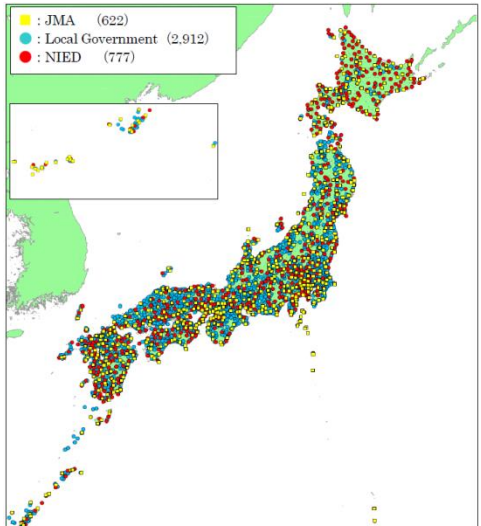 : JMA (622)
: Local Government (2,912)
: NIED (777)